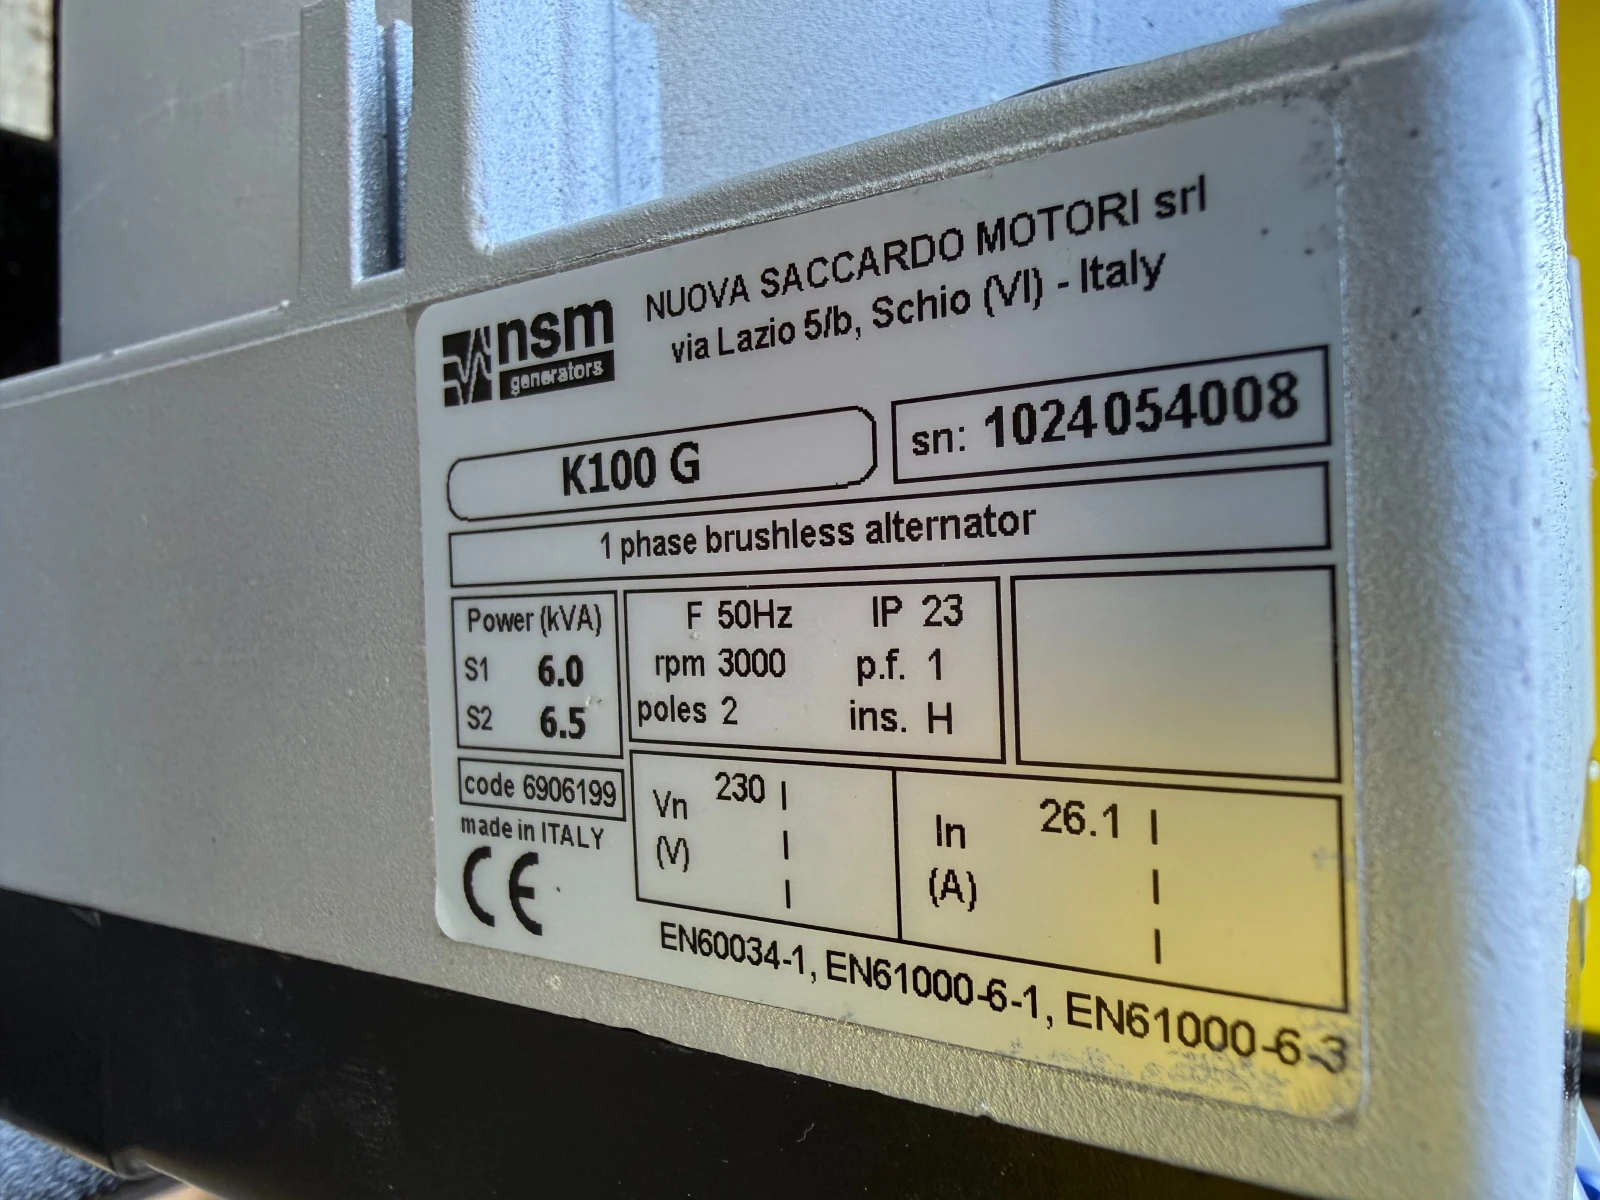 nsm
generators
NUOVA SACCARDO MOTORI srl
via Lazio 5/b, Schio (VI) - Italy
K100 G
sn: 1024054008
1 phase brushless alternator
Power (kVA)
S1 6.0
S2 6.5
F 50Hz IP 23
rpm 3000 p.f. 1
poles 2 ins. H
code 6906199
made in ITALY
CE
Vn 230 |
(V) |
|
In 26.1 |
(A) |
|
EN60034-1, EN61000-6-1, EN61000-6-3